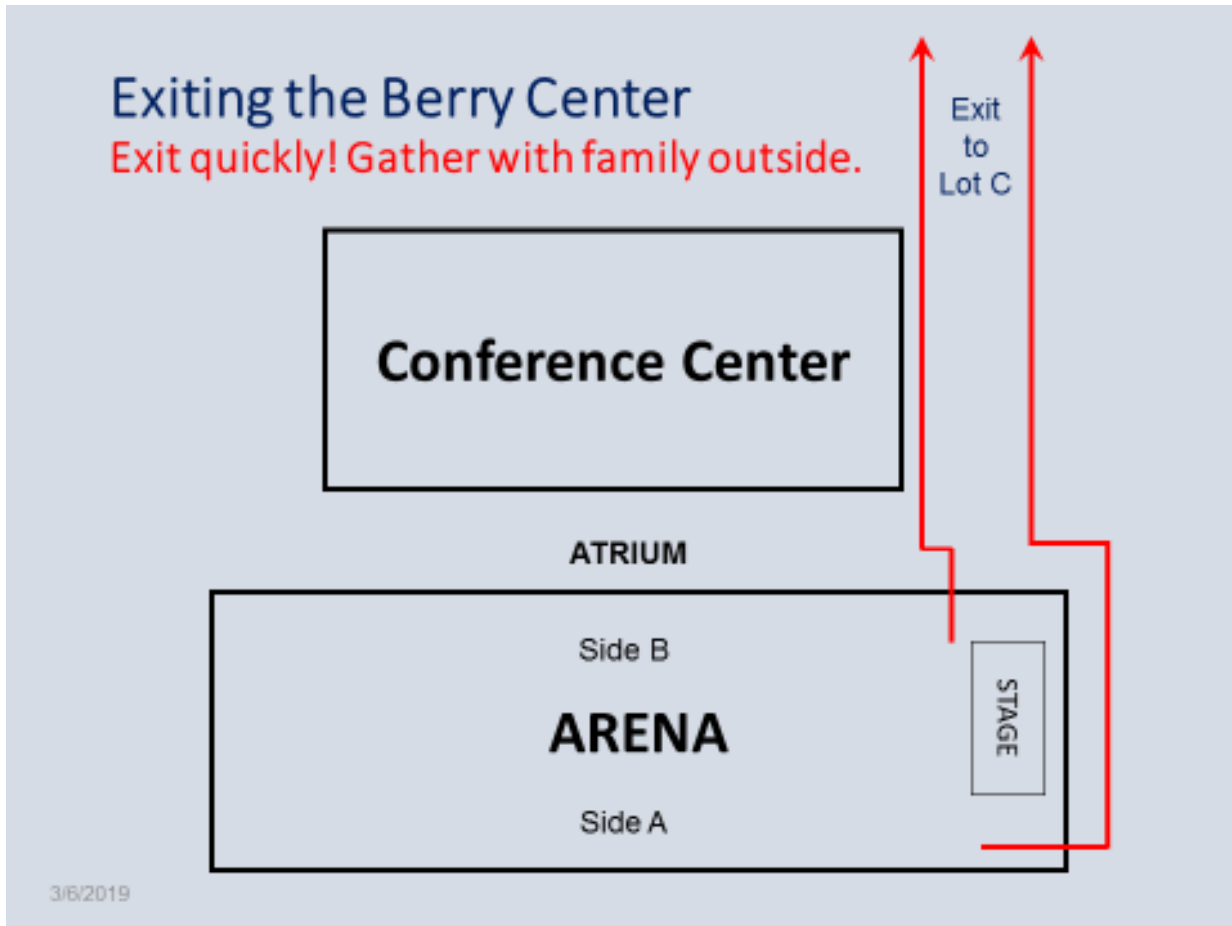 Exiting the Berry Center
Exit quickly! Gather with family outside.
Exit
to
Lot C
Conference Center
ATRIUM
Side B
STAGE
ARENA
Side A
3/6/2019